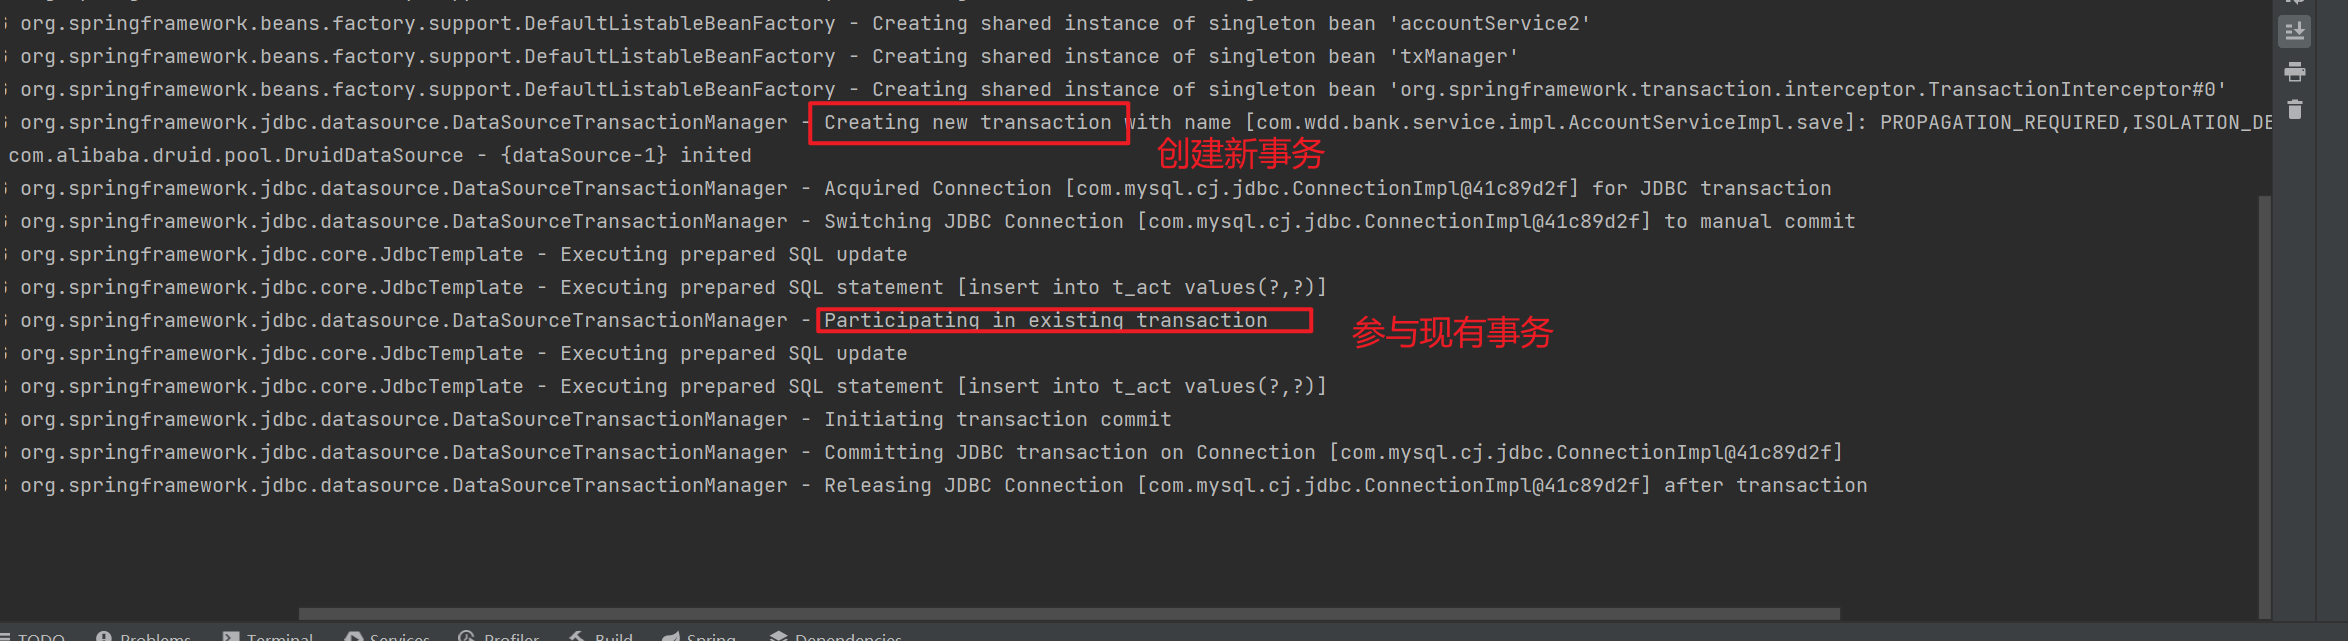 org.springframework.beans.factory.support.DefaultListableBeanFactory - Creating shared instance of singleton bean 'accountService2'
org.springframework.beans.factory.support.DefaultListableBeanFactory - Creating shared instance of singleton bean 'txManager'
org.springframework.beans.factory.support.DefaultListableBeanFactory - Creating shared instance of singleton bean 'org.springframework.transaction.interceptor.TransactionInterceptor#0'
org.springframework.jdbc.datasource.DataSourceTransactionManager - Creating new transaction with name [com.wdd.bank.service.impl.AccountServiceImpl.save]: PROPAGATION_REQUIRED,ISOLATION_DE
com.alibaba.druid.pool.DruidDataSource - {dataSource-1} inited
创建新事务
org.springframework.jdbc.datasource.DataSourceTransactionManager - Acquired Connection [com.mysql.cj.jdbc.ConnectionImpl@41c89d2f] for JDBC transaction
org.springframework.jdbc.datasource.DataSourceTransactionManager - Switching JDBC Connection [com.mysql.cj.jdbc.ConnectionImpl@41c89d2f] to manual commit
org.springframework.jdbc.core.JdbcTemplate - Executing prepared SQL update
org.springframework.jdbc.core.JdbcTemplate - Executing prepared SQL statement [insert into t_act values(?,?)]
org.springframework.jdbc.datasource.DataSourceTransactionManager - Participating in existing transaction
参与现有事务
org.springframework.jdbc.core.JdbcTemplate - Executing prepared SQL update
org.springframework.jdbc.core.JdbcTemplate - Executing prepared SQL statement [insert into t_act values(?,?)]
org.springframework.jdbc.datasource.DataSourceTransactionManager - Initiating transaction commit
org.springframework.jdbc.datasource.DataSourceTransactionManager - Committing JDBC transaction on Connection [com.mysql.cj.jdbc.ConnectionImpl@41c89d2f]
org.springframework.jdbc.datasource.DataSourceTransactionManager - Releasing JDBC Connection [com.mysql.cj.jdbc.ConnectionImpl@41c89d2f] after transaction
TODO Problems Terminal Services Profiler Build Spring Dependencies